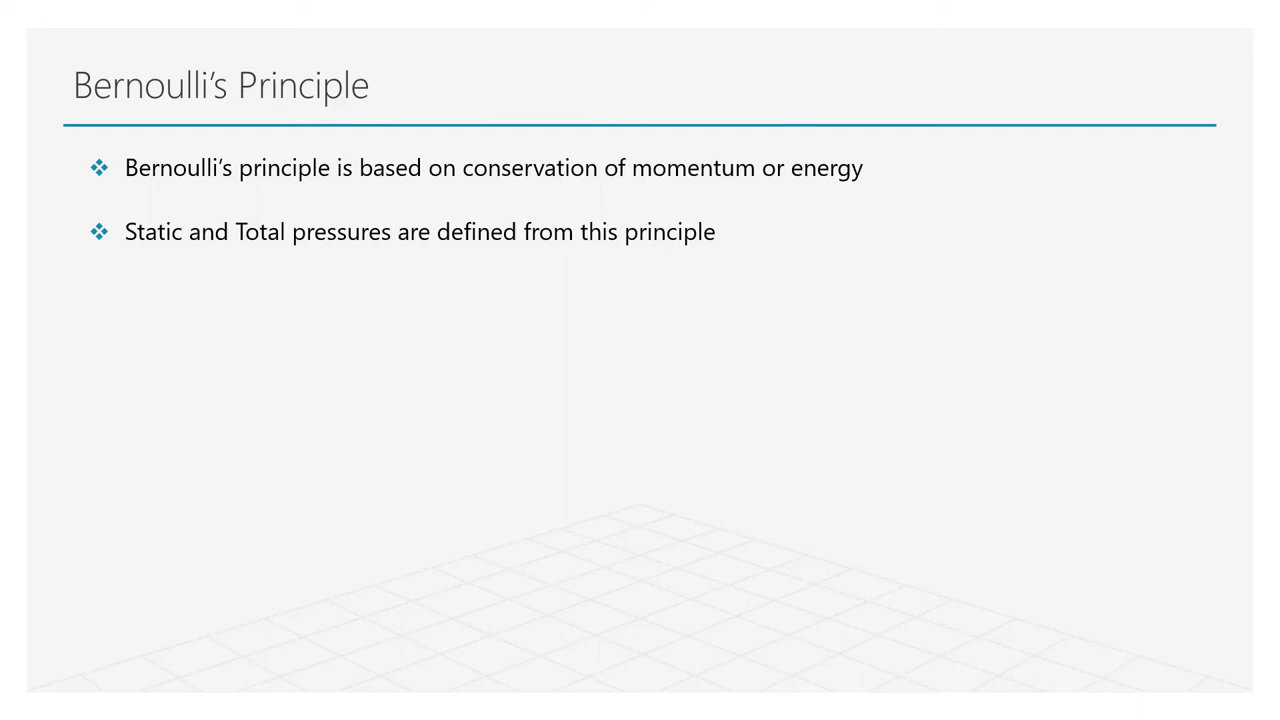 Bernoulli’s Principle
Bernoulli’s principle is based on conservation of momentum or energy
Static and Total pressures are defined from this principle